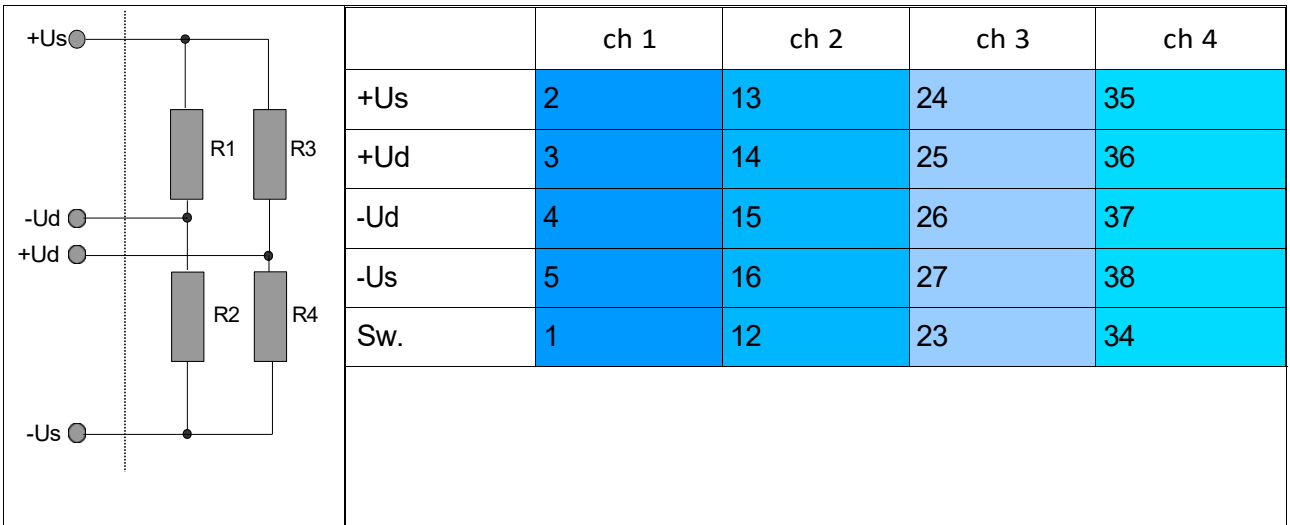 +Us
R1
R3
-Ud
+Ud
R2
R4
-Us
ch 1 ch 2 ch 3 ch 4
+Us 2 13 24 35
+Ud 3 14 25 36
-Ud 4 15 26 37
-Us 5 16 27 38
Sw. 1 12 23 34